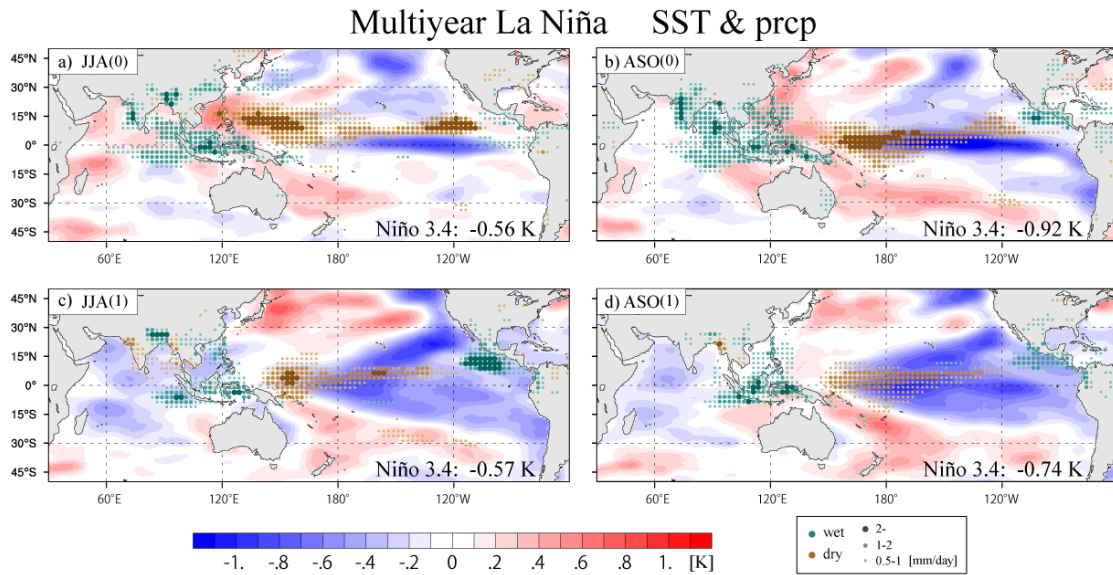 Multiyear La Niña SST & prcp
a) JJA(0)
b) ASO(0)
45°N
30°N
15°N
0°
15°S
30°S
45°S
Niño 3.4: -0.56 K
Niño 3.4: -0.92 K
60°E 120°E 180° 120°W
60°E 120°E 180° 120°W
c) JJA(1)
d) ASO(1)
45°N
30°N
15°N
0°
15°S
30°S
45°S
Niño 3.4: -0.57 K
Niño 3.4: -0.74 K
60°E 120°E 180° 120°W
60°E 120°E 180° 120°W
-1. -.8 -.6 -.4 -.2 0 .2 .4 .6 .8 1. [K]
wet 2-
1-2
dry 0.5-1 [mm/day]